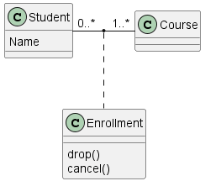 C Student
Name
0..*
1..*
C Course
C Enrollment
drop()
cancel()